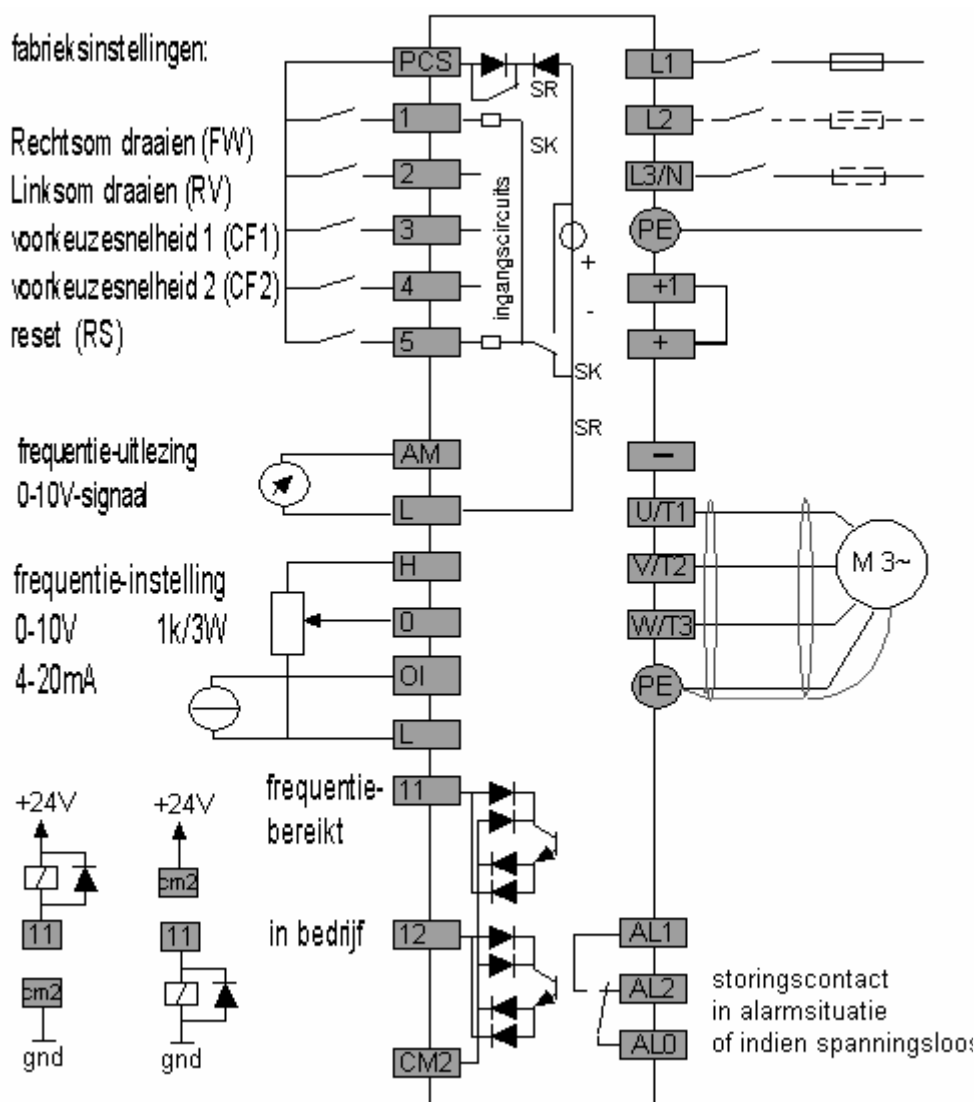 fabrieksinstellingen:
Rechtsom draaien (FW)
Linksom draaien (RV)
voorkeuzesnelheid 1 (CF1)
voorkeuzesnelheid 2 (CF2)
reset (RS)
PCS
1
2
3
4
5
SR
SK
ingangscircuits
+
-
SK
SR
L1
L2
L3/N
PE
+1
+
−
frequentie-uitlezing
0-10V-signaal
AM
L
frequentie-instelling
0-10V 1k/3W
4-20mA
H
0
OI
L
U/T1
V/T2
W/T3
PE
M 3~
frequentie-
bereikt
11
in bedrijf
12
CM2
+24V
11
cm2
gnd
+24V
cm2
11
gnd
AL1
AL2
AL0
storingscontact
in alarmsituatie
of indien spanningsloos